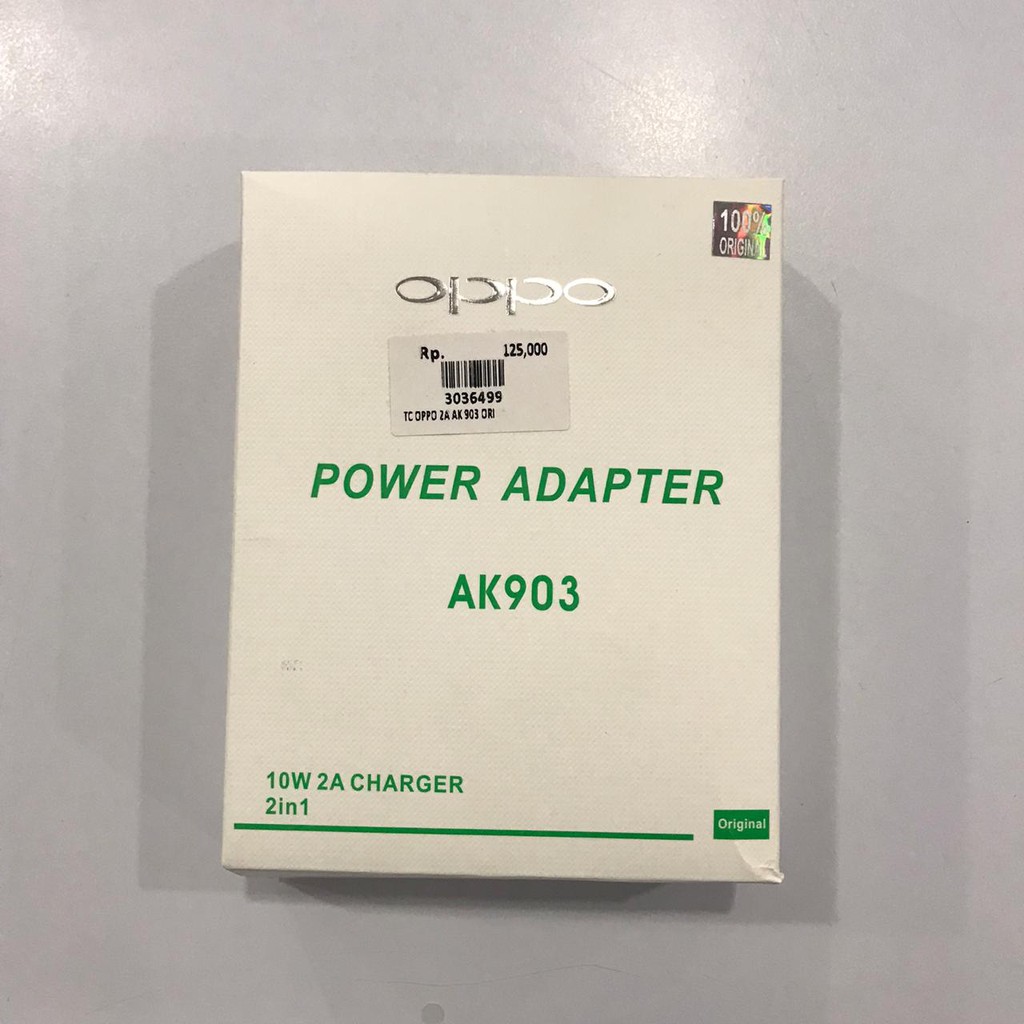 100%
ORIGINAL
oppo
Rp. 125,000
3036499
TC OPPO 2A AK 903 ORI
POWER ADAPTER
AK903
10W 2A CHARGER
2in1
Original